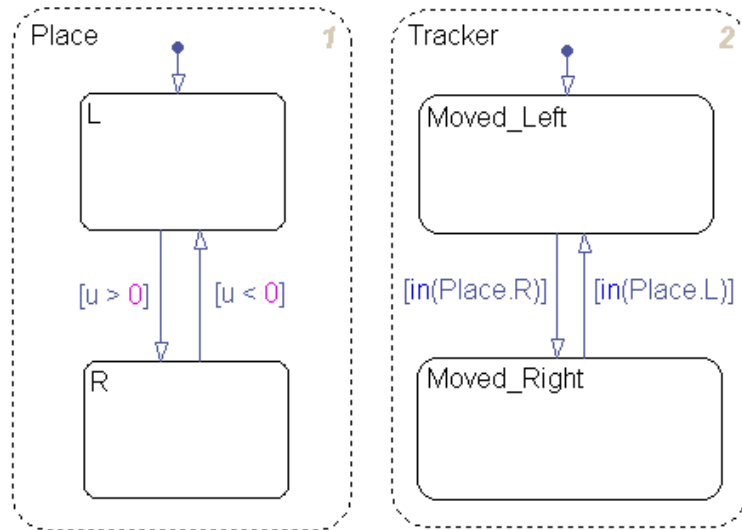 Place 1
L
[u > 0] [u < 0]
R
Tracker 2
Moved_Left
[in(Place.R)] [in(Place.L)]
Moved_Right